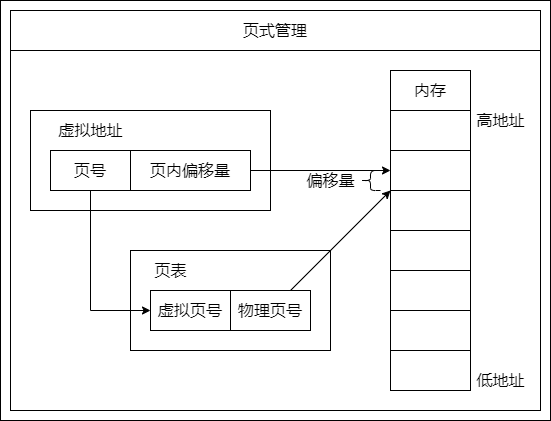 页式管理
内存
高地址
虚拟地址
页号
页内偏移量
偏移量
页表
虚拟页号
物理页号
低地址